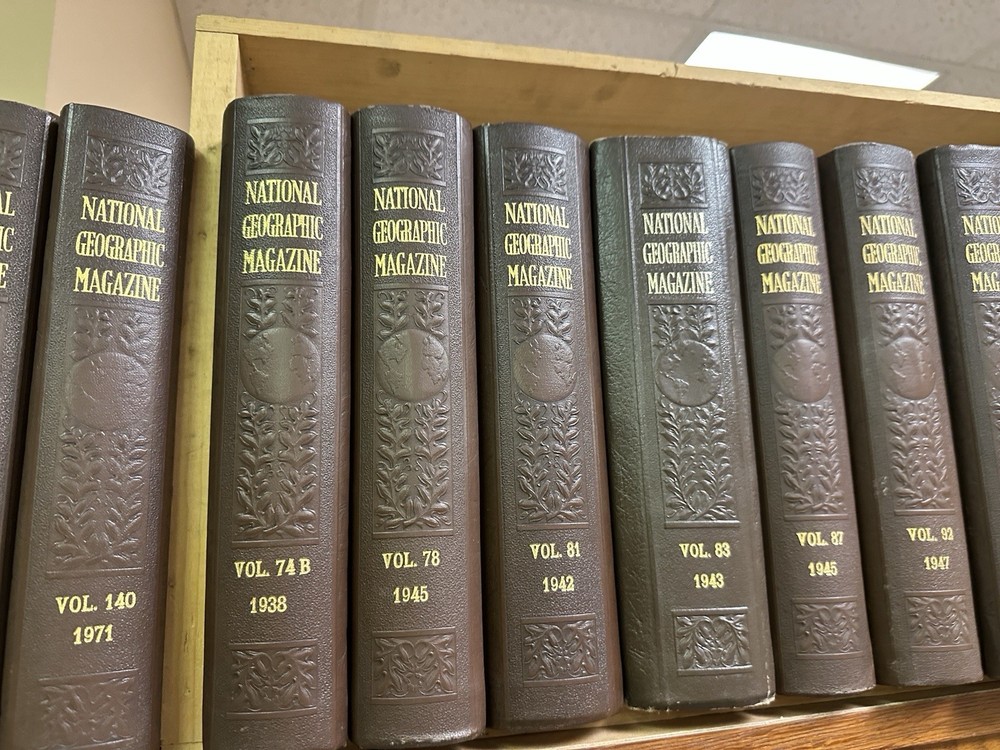 NATIONAL
GEOGRAPHIC
MAGAZINE
VOL. 140
1971
NATIONAL
GEOGRAPHIC
MAGAZINE
VOL. 74 B
1938
NATIONAL
GEOGRAPHIC
MAGAZINE
VOL. 78
1945
NATIONAL
GEOGRAPHIC
MAGAZINE
VOL. 81
1942
NATIONAL
GEOGRAPHIC
MAGAZINE
VOL. 83
1943
NATIONAL
GEOGRAPHIC
MAGAZINE
VOL. 87
1945
NATIONAL
GEOGRAPHIC
MAGAZINE
VOL. 92
1947